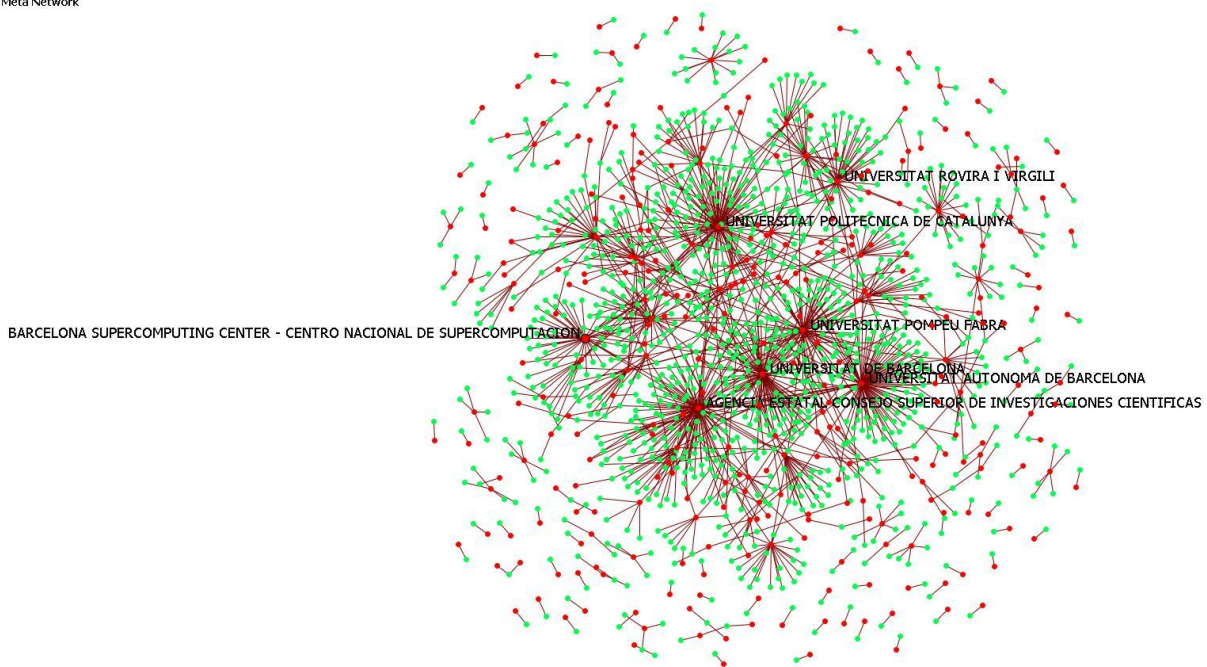 Meta Network
UNIVERSITAT ROVIRA I VIRGILI
UNIVERSITAT POLITECNICA DE CATALUNYA
UNIVERSITAT POMPEU FABRA
BARCELONA SUPERCOMPUTING CENTER - CENTRO NACIONAL DE SUPERCOMPUTACION
UNIVERSITAT DE BARCELONA
UNIVERSITAT AUTONOMA DE BARCELONA
AGENCIA ESTATAL CONSEJO SUPERIOR DE INVESTIGACIONES CIENTIFICAS